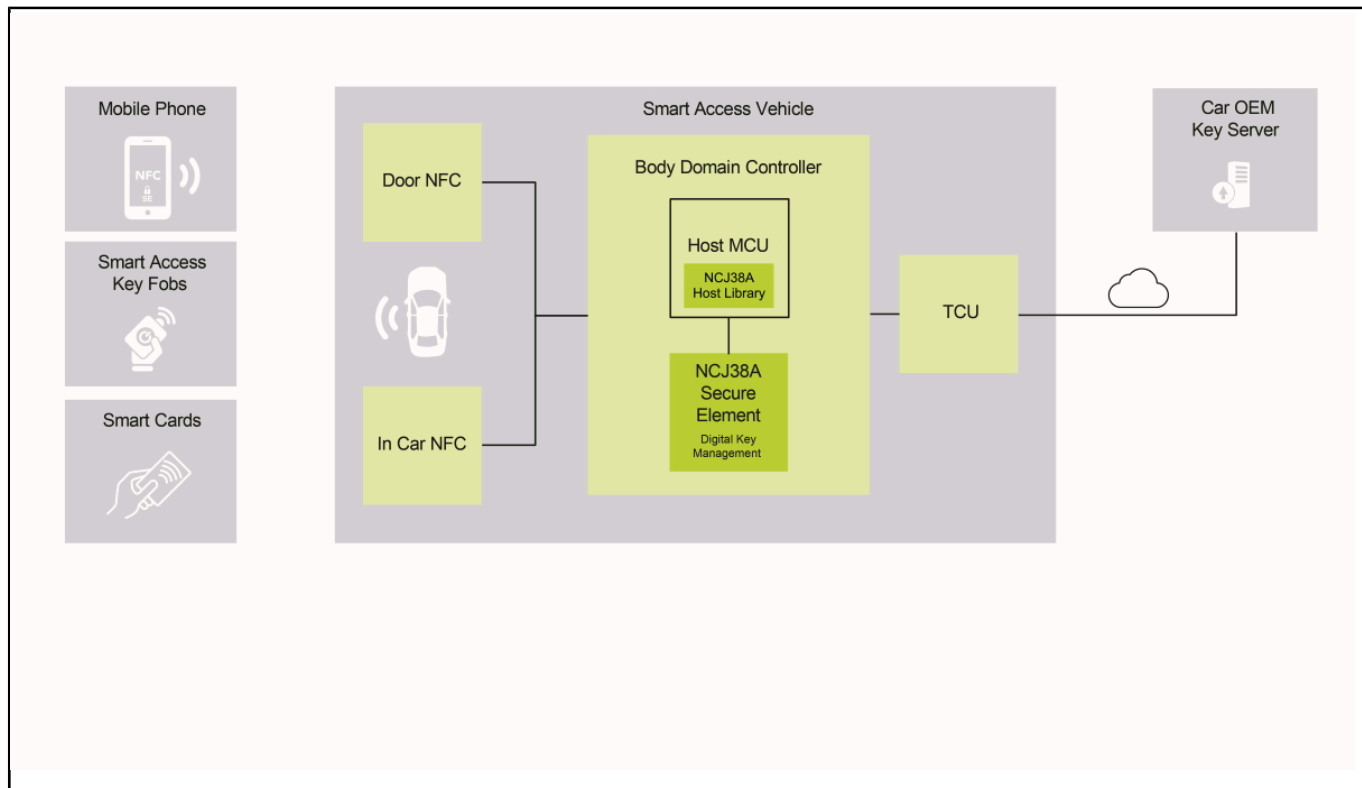 Mobile Phone
NFC
SE
Smart Access
Key Fobs
Smart Cards
Smart Access Vehicle
Door NFC
In Car NFC
Body Domain Controller
Host MCU
NCJ38A
Host Library
NCJ38A
Secure
Element
Digital Key
Management
TCU
Car OEM
Key Server